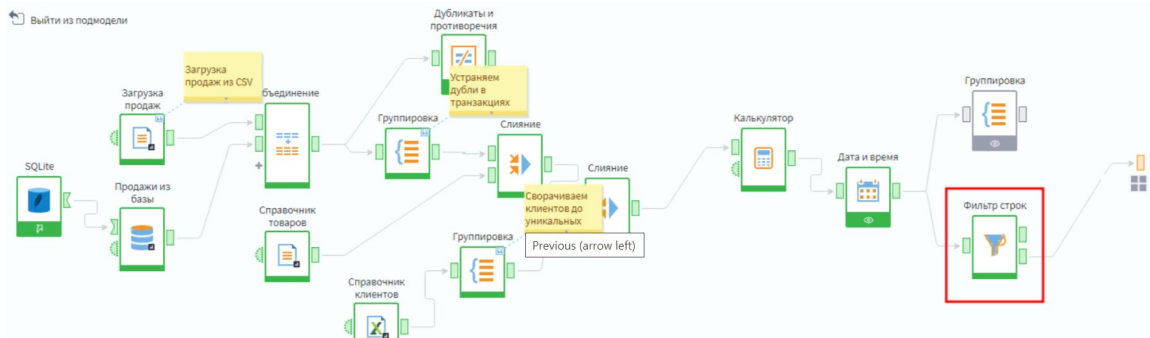 Выйти из подмодели
Дубликаты и
противоречия
Загрузка
продаж из CSV
Устраняем
дубли в
транзакциях
Группировка
Загрузка
продаж
бъединение
Группировка
Слияние
Калькулятор
SQLite
Продажи из
базы
Слияние
Дата и время
Сворачиваем
клиентов до
уникальных
Справочник
товаров
Фильтр строк
Группировка
Previous (arrow left)
Справочник
клиентов